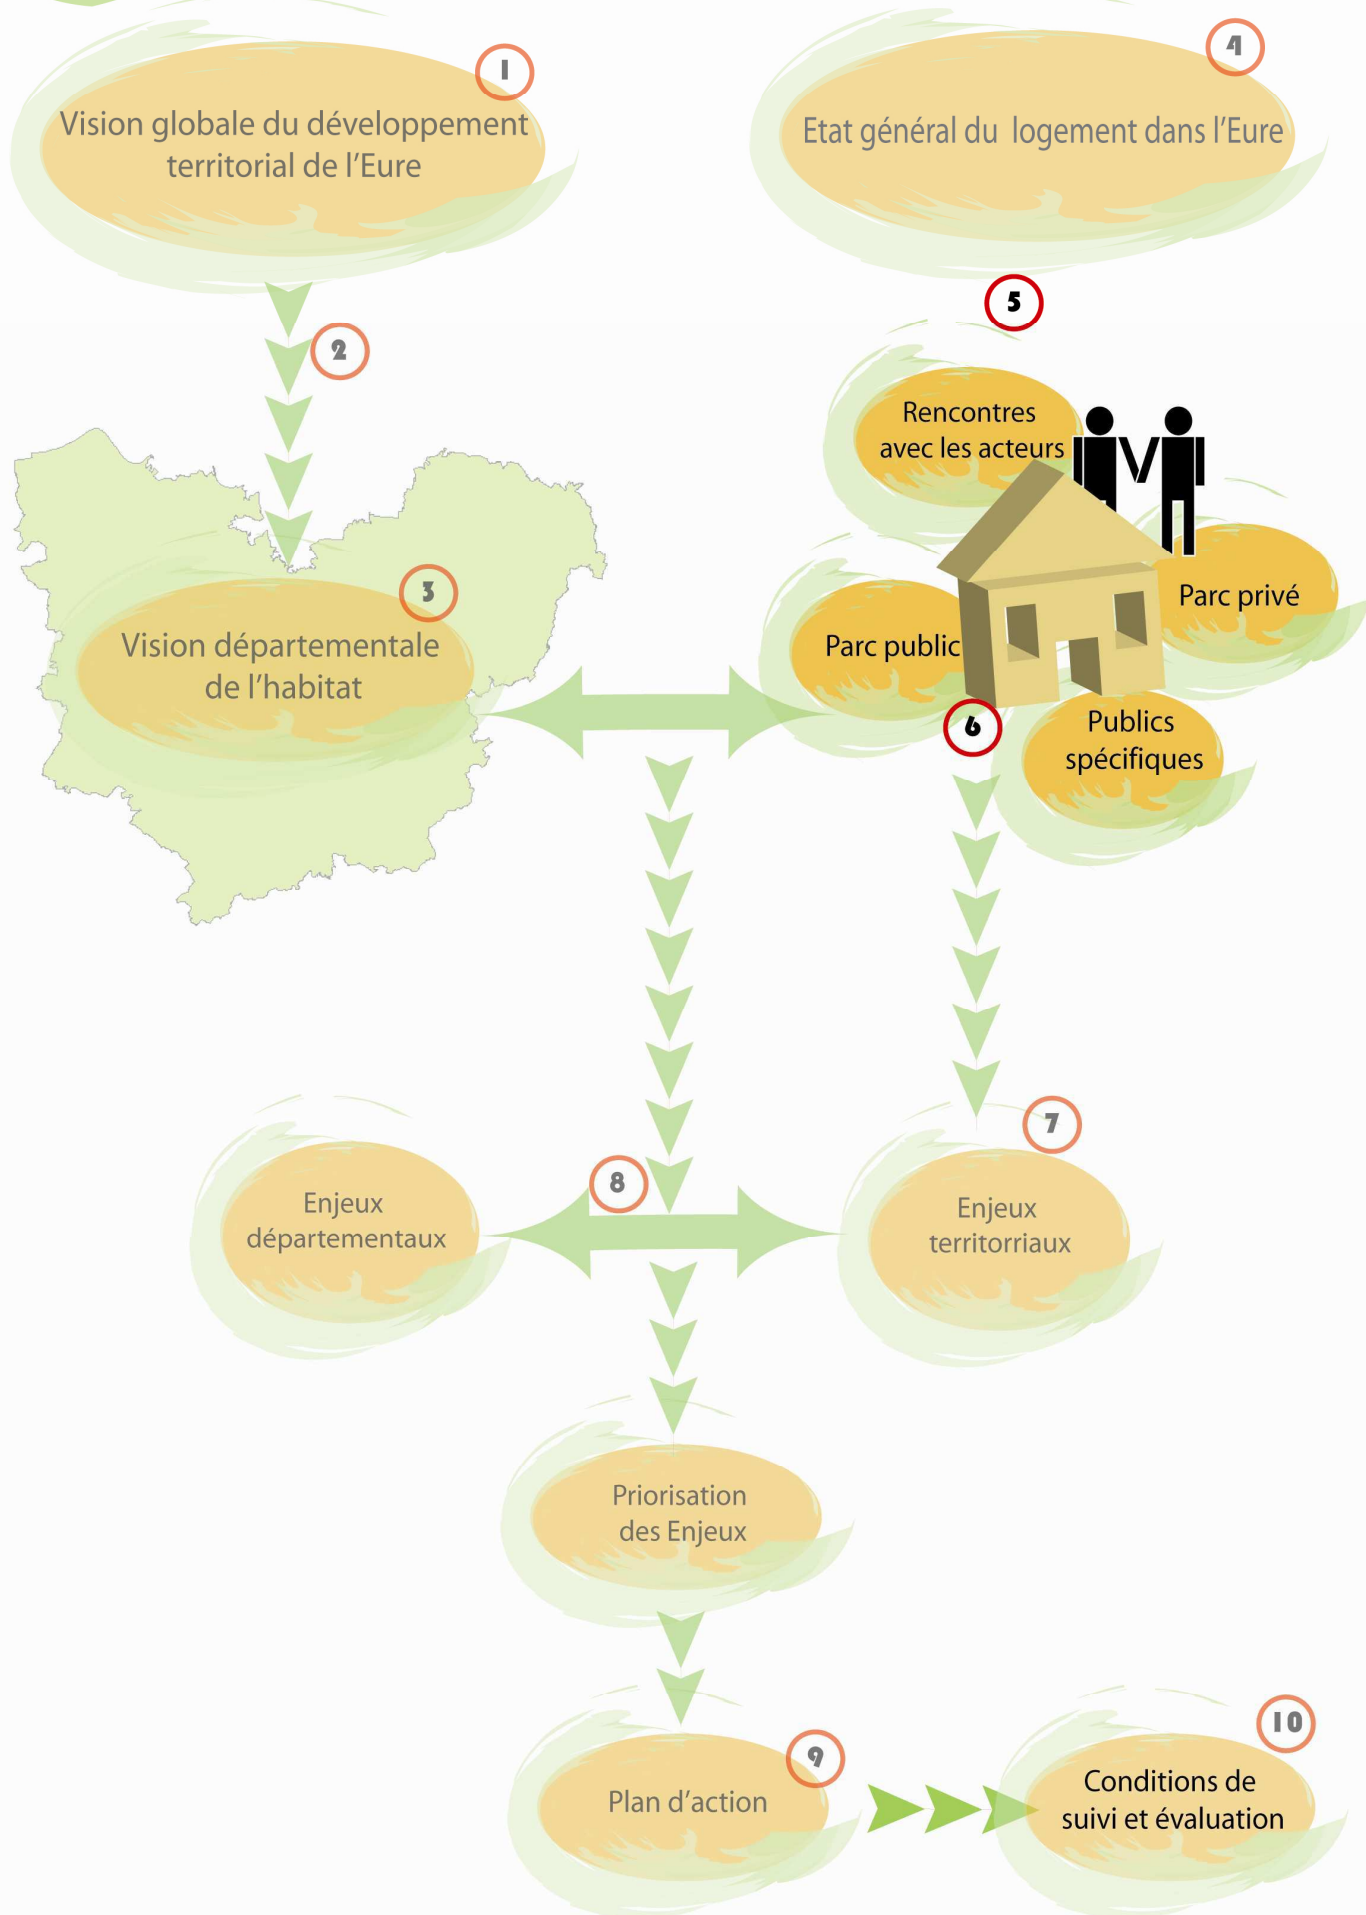 1
Vision globale du développement
territorial de l'Eure
4
Etat général du  logement dans l'Eure
2
5
Rencontres
avec les acteurs
3
Vision départementale
de l'habitat
Parc privé
Parc public
6
Publics
spécifiques
7
8
Enjeux
départementaux
Enjeux
territorriaux
Priorisation
des Enjeux
9
Plan d'action
10
Conditions de
suivi et évaluation